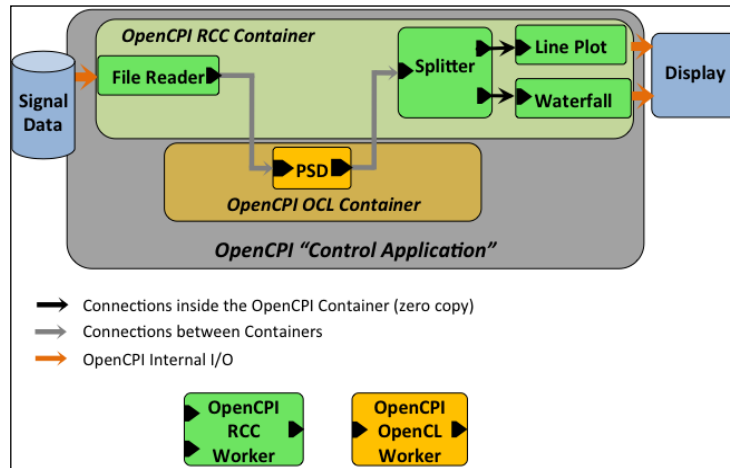 OpenCPI RCC Container
File Reader
Splitter
Line Plot
Waterfall
Signal
Data
Display
PSD
OpenCPI OCL Container
OpenCPI “Control Application”
Connections inside the OpenCPI Container (zero copy)
Connections between Containers
OpenCPI Internal I/O
OpenCPI
RCC
Worker
OpenCPI
OpenCL
Worker